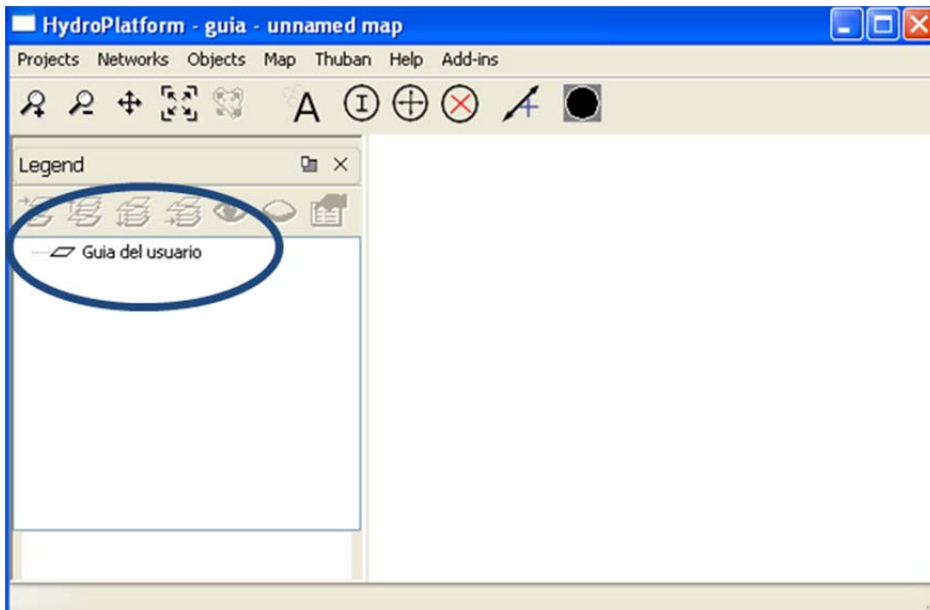 HydroPlatform - guia - unnamed map
Projects Networks Objects Map Thuban Help Add-ins
A I
Legend
Guia del usuario